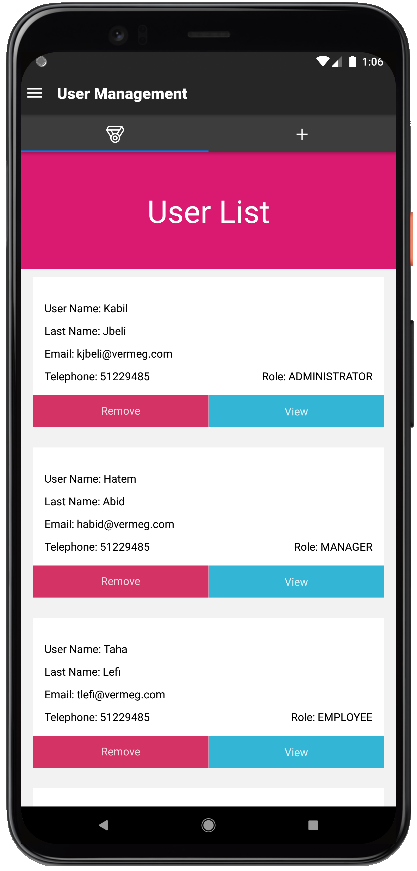 1:06
User Management
+
User List
User Name: Kabil
Last Name: Jbeli
Email: kjbeli@vermeg.com
Telephone: 51229485 Role: ADMINISTRATOR
Remove View
User Name: Hatem
Last Name: Abid
Email: habid@vermeg.com
Telephone: 51229485 Role: MANAGER
Remove View
User Name: Taha
Last Name: Lefi
Email: tlefi@vermeg.com
Telephone: 51229485 Role: EMPLOYEE
Remove View